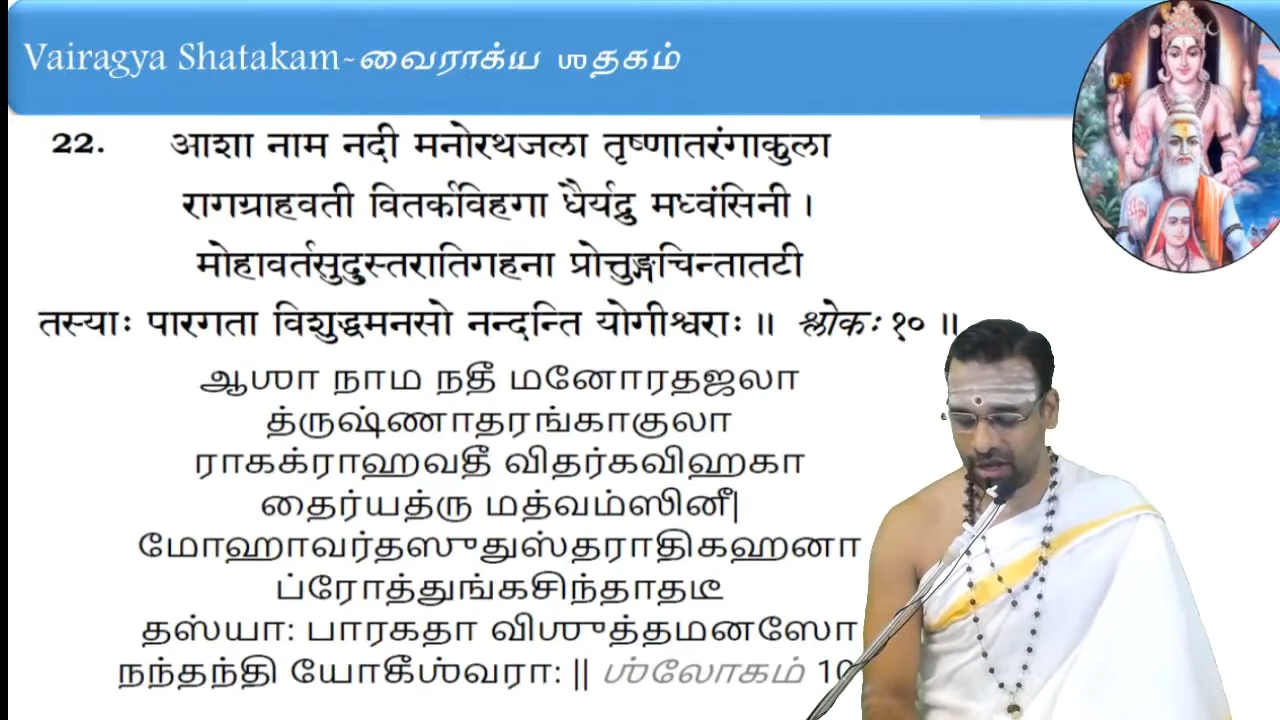 Vairagya Shatakam-வைராக்ய ஶதகம்
22. आशा नाम नदी मनोरथजला तृष्णातरंगाकुला
रागग्राहवती वितर्कविहगा धैर्यद्रु मध्वंसिनी ।
मोहावर्तसुदुस्तरातिगहना प्रोत्तुङ्गचिन्तातटी
तस्याः पारगता विशुद्धमनसो नन्दन्ति योगीश्वराः ॥ श्लोकः १० ॥
ஆஶா நாம நதீ மனோரதஜலா
த்ருஷ்ணாதரங்காகுலா
ராகக்ராஹவதீ விதர்கவிஹகா
தைர்யத்ரு மத்வம்ஸினீ|
மோஹாவர்தஸுதுஸ்தராதிகஹனா
ப்ரோத்துங்கசிந்தாதடீ
தஸ்யா: பாரகதா விஶுத்தமனஸோ
நந்தந்தி யோகீஶ்வரா: || ஶ்லோகம் 10